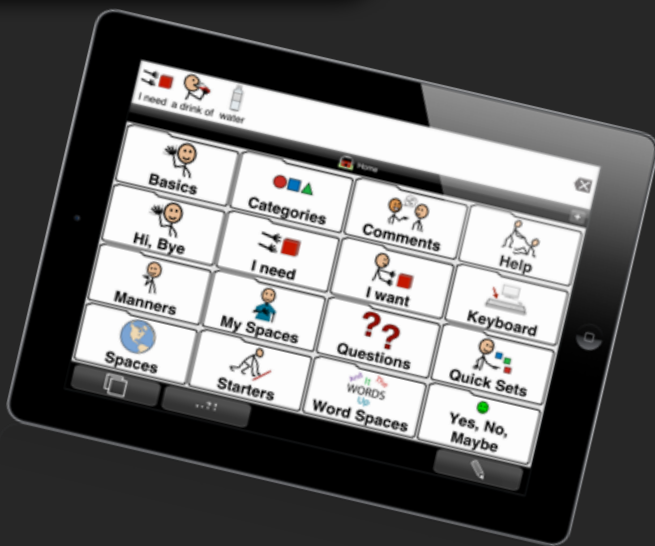 I need a drink of water
Home
Basics
Categories
Comments
Help
Hi, Bye
I need
I want
Keyboard
Manners
My Spaces
Questions
Quick Sets
Spaces
Starters
And It The
WORDS
Up
Word Spaces
Yes, No,
Maybe
..?!